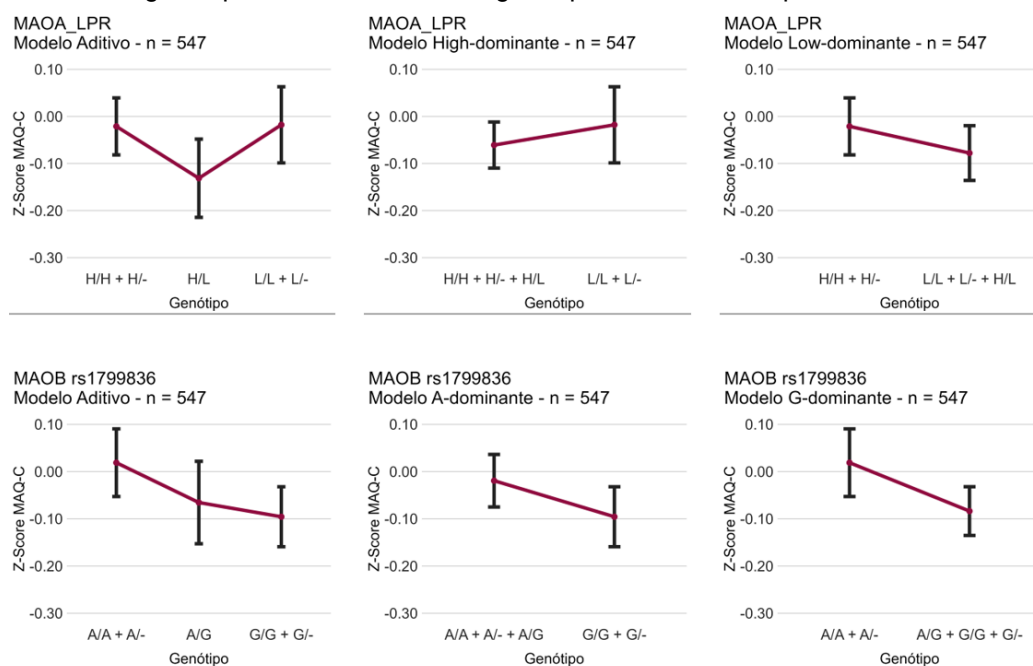 MAOA_LPR
Modelo Aditivo - n = 547
0.10
0.00
-0.10
-0.20
-0.30
Z-Score MAQ-C
H/H + H/- H/L L/L + L/-
Genótipo
MAOA_LPR
Modelo High-dominante - n = 547
0.10
0.00
-0.10
-0.20
-0.30
Z-Score MAQ-C
H/H + H/- + H/L L/L + L/-
Genótipo
MAOA_LPR
Modelo Low-dominante - n = 547
0.10
0.00
-0.10
-0.20
-0.30
Z-Score MAQ-C
H/H + H/- L/L + L/- + H/L
Genótipo
MAOB rs1799836
Modelo Aditivo - n = 547
0.10
0.00
-0.10
-0.20
-0.30
Z-Score MAQ-C
A/A + A/- A/G G/G + G/-
Genótipo
MAOB rs1799836
Modelo A-dominante - n = 547
0.10
0.00
-0.10
-0.20
-0.30
Z-Score MAQ-C
A/A + A/- + A/G G/G + G/-
Genótipo
MAOB rs1799836
Modelo G-dominante - n = 547
0.10
0.00
-0.10
-0.20
-0.30
Z-Score MAQ-C
A/A + A/- A/G + G/G + G/-
Genótipo